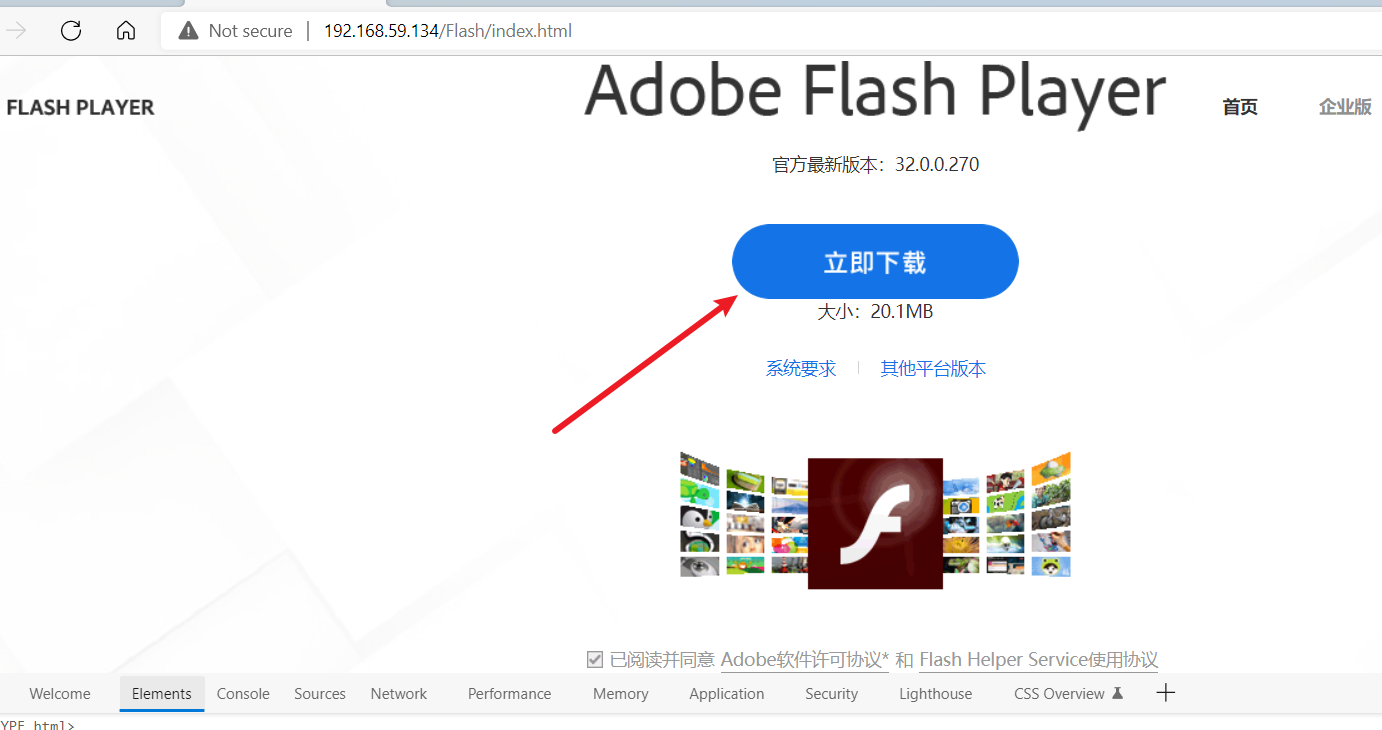 Not secure | 192.168.59.134/Flash/index.html
FLASH PLAYER
Adobe Flash Player
首页
企业版
官方最新版本：32.0.0.270
立即下载
大小：20.1MB
系统要求
其他平台版本
已阅读并同意 Adobe软件许可协议* 和 Flash Helper Service使用协议
Welcome Elements Console Sources Network Performance Memory Application Security Lighthouse CSS Overview
YPE html>